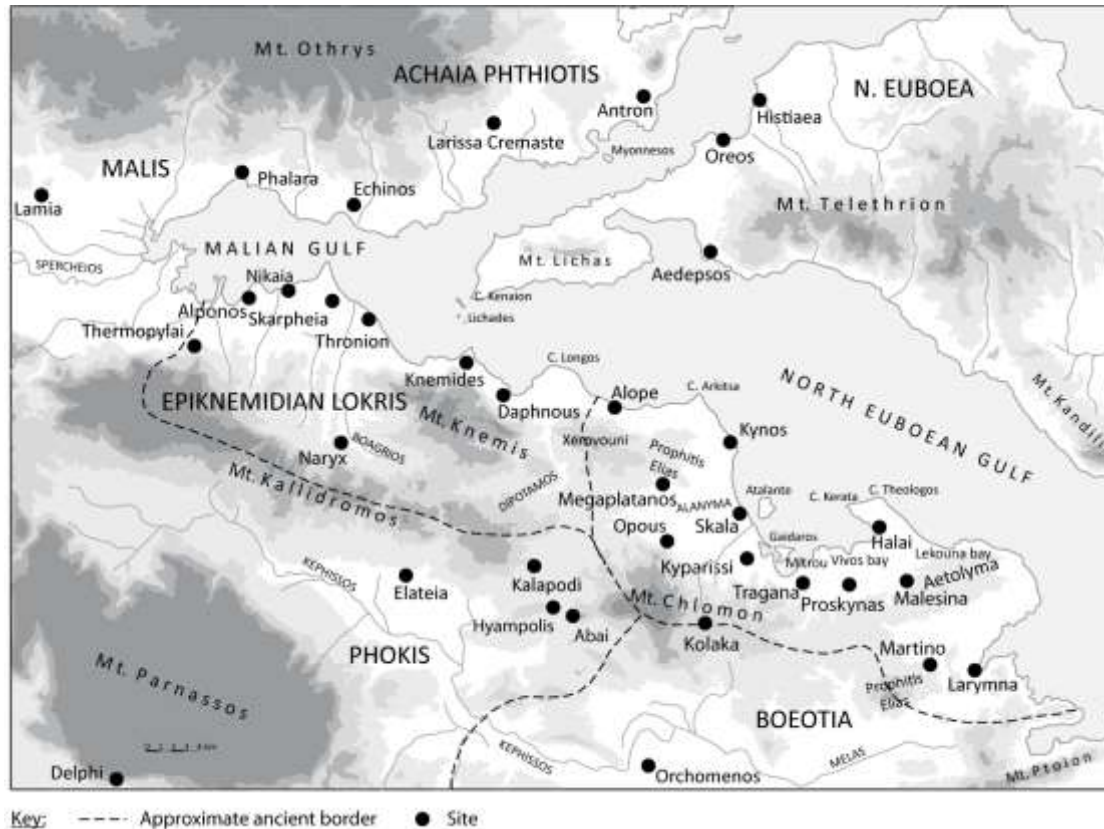 Mt. Othrys
ACHAIA PHTHIOTIS
N. EUBOEA
Antron
Histiaea
Larissa Cremaste
Myonnesos
Oreos
MALIS
Phalara
Echinos
Lamia
Mt. Telethrion
MALIAN GULF
SPERCHEIOS
Mt. Lichas
Aedepsos
Nikaia
C. Kenaion
Alponos
Skarpheia
Lichades
Thermopylai
Thronion
Knemides
C. Longos
NORTH EUBOEAN GULF
Mt. Kandili
EPIKNEMIDIAN LOKRIS
Daphnous
Alope
C. Arkitsa
Mt. Knemis
Xerovouni
Kynos
Naryx
BOAGRIOS
Prophitis
Elias
Mt. Kallidromos
DIPOTAMOS
Megaplatanos
ALANYMA
Atalante
C. Kerata
C. Theologos
Opous
Skala
Gaidaros
Halai
Lekouna bay
Kyparissi
Mitrou
Vivos bay
KEPHISSOS
Elateia
Kalapodi
Tragana
Proskynas
Aetolyma
Malesina
Hyampolis
Abai
Mt. Chlomon
Kolaka
PHOKIS
Martino
Prophitis
Elias
Larymna
Mt. Parnassos
BOEOTIA
KEPHISSOS
MELAS
Delphi
Orchomenos
Mt. Ptoion
Key: Approximate ancient border Site